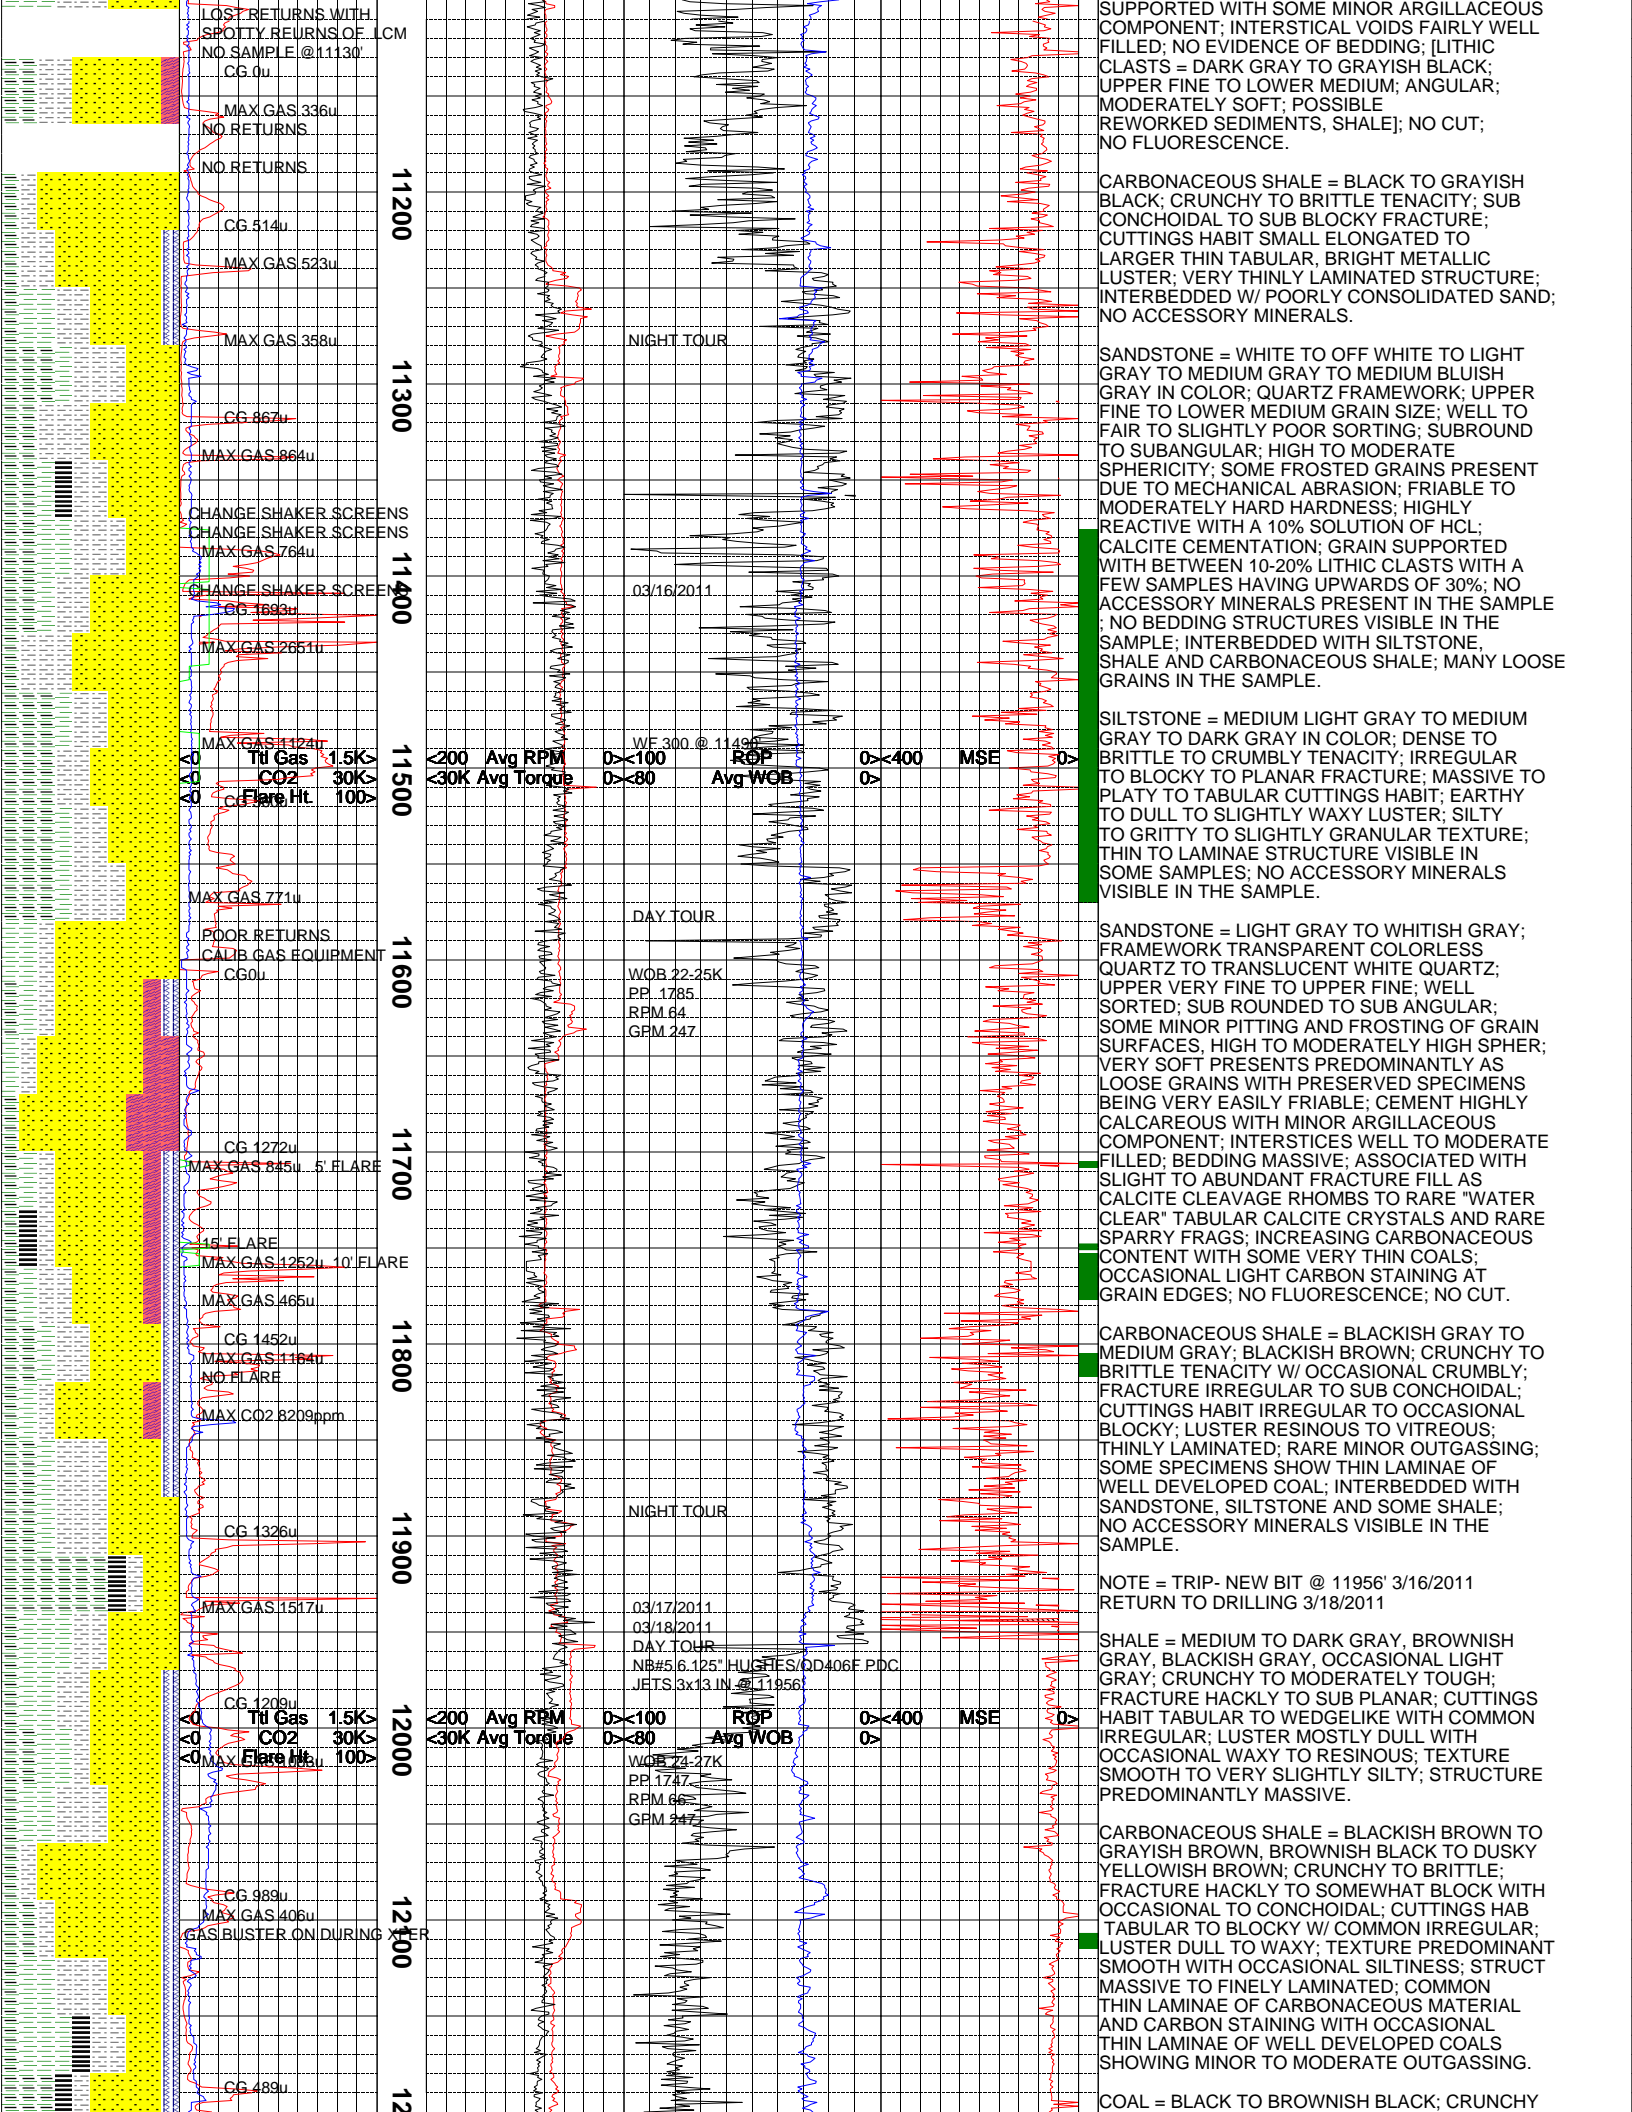 LOST RETURNS WITH
SPOTTY REURNS OF LCM
NO SAMPLE @11130'
CG 0u
MAX GAS 336u
NO RETURNS
NO RETURNS
CG 514u
MAX GAS 523u
MAX GAS 358u
CG 867u
MAX GAS 864u
CHANGE SHAKER SCREENS
CHANGE SHAKER SCREENS
MAX GAS 764u
CHANGE SHAKER SCREENS
CG 1693u
MAX GAS 2651u
MAX GAS 1124u
<0 Ttl Gas 1.5K>
<0 CO2 30K>
<0 Flare Ht. 100>
MAX GAS 771u
POOR RETURNS
CALIB GAS EQUIPMENT
CG0u
CG 1272u
MAX GAS 845u 5' FLARE
15' FLARE
MAX GAS 1252u 10' FLARE
MAX GAS 465u
CG 1452u
MAX GAS 1164u
NO FLARE
MAX CO2 8209ppm
CG 1326u
MAX GAS 1517u
CG 1209u
<0 Ttl Gas 1.5K>
<0 CO2 30K>
<0 Flare Ht. 100>
CG 989u
MAX GAS 406u
GAS BUSTER ON DURING XFER
CG 489u
11200
11300
11400
11500
11600
11700
11800
11900
12000
12100
12
<200 Avg RPM 0>
<30K Avg Torque 0>
<200 Avg RPM 0>
<30K Avg Torque 0>
NIGHT TOUR
03/16/2011
WF 300 @ 11490'
<100 ROP 0>
<80 Avg WOB 0>
DAY TOUR
WOB 22-25K
PP 1785
RPM 64
GPM 247
NIGHT TOUR
03/17/2011
03/18/2011
DAY TOUR
NB#5 6.125" HUGHES/QD406F PDC
JETS 3x13 IN @ 11956'
<100 ROP 0>
<80 Avg WOB 0>
WOB 24-27K
PP 1747
RPM 66
GPM 247
<400 MSE 0>
<400 MSE 0>
SUPPORTED WITH SOME MINOR ARGILLACEOUS
COMPONENT; INTERSTICAL VOIDS FAIRLY WELL
FILLED; NO EVIDENCE OF BEDDING; [LITHIC
CLASTS = DARK GRAY TO GRAYISH BLACK;
UPPER FINE TO LOWER MEDIUM; ANGULAR;
MODERATELY SOFT; POSSIBLE
REWORKED SEDIMENTS, SHALE]; NO CUT;
NO FLUORESCENCE.
CARBONACEOUS SHALE = BLACK TO GRAYISH
BLACK; CRUNCHY TO BRITTLE TENACITY; SUB
CONCHOIDAL TO SUB BLOCKY FRACTURE;
CUTTINGS HABIT SMALL ELONGATED TO
LARGER THIN TABULAR, BRIGHT METALLIC
LUSTER; VERY THINLY LAMINATED STRUCTURE;
INTERBEDDED W/ POORLY CONSOLIDATED SAND;
NO ACCESSORY MINERALS.
SANDSTONE = WHITE TO OFF WHITE TO LIGHT
GRAY TO MEDIUM GRAY TO MEDIUM BLUISH
GRAY IN COLOR; QUARTZ FRAMEWORK; UPPER
FINE TO LOWER MEDIUM GRAIN SIZE; WELL TO
FAIR TO SLIGHTLY POOR SORTING; SUBROUND
TO SUBANGULAR; HIGH TO MODERATE
SPHERICITY; SOME FROSTED GRAINS PRESENT
DUE TO MECHANICAL ABRASION; FRIABLE TO
MODERATELY HARD HARDNESS; HIGHLY
REACTIVE WITH A 10% SOLUTION OF HCL;
CALCITE CEMENTATION; GRAIN SUPPORTED
WITH BETWEEN 10-20% LITHIC CLASTS WITH A
FEW SAMPLES HAVING UPWARDS OF 30%; NO
ACCESSORY MINERALS PRESENT IN THE SAMPLE
; NO BEDDING STRUCTURES VISIBLE IN THE
SAMPLE; INTERBEDDED WITH SILTSTONE,
SHALE AND CARBONACEOUS SHALE; MANY LOOSE
GRAINS IN THE SAMPLE.
SILTSTONE = MEDIUM LIGHT GRAY TO MEDIUM
GRAY TO DARK GRAY IN COLOR; DENSE TO
BRITTLE TO CRUMBLY TENACITY; IRREGULAR
TO BLOCKY TO PLANAR FRACTURE; MASSIVE TO
PLATY TO TABULAR CUTTINGS HABIT; EARTHY
TO DULL TO SLIGHTLY WAXY LUSTER; SILTY
TO GRITTY TO SLIGHTLY GRANULAR TEXTURE;
THIN TO LAMINAE STRUCTURE VISIBLE IN
SOME SAMPLES; NO ACCESSORY MINERALS
VISIBLE IN THE SAMPLE.
SANDSTONE = LIGHT GRAY TO WHITISH GRAY;
FRAMEWORK TRANSPARENT COLORLESS
QUARTZ TO TRANSLUCENT WHITE QUARTZ;
UPPER VERY FINE TO UPPER FINE; WELL
SORTED; SUB ROUNDED TO SUB ANGULAR;
SOME MINOR PITTING AND FROSTING OF GRAIN
SURFACES, HIGH TO MODERATELY HIGH SPHER;
VERY SOFT PRESENTS PREDOMINANTLY AS
LOOSE GRAINS WITH PRESERVED SPECIMENS
BEING VERY EASILY FRIABLE; CEMENT HIGHLY
CALCAREOUS WITH MINOR ARGILLACEOUS
COMPONENT; INTERSTICES WELL TO MODERATE
FILLED; BEDDING MASSIVE; ASSOCIATED WITH
SLIGHT TO ABUNDANT FRACTURE FILL AS
CALCITE CLEAVAGE RHOMBS TO RARE "WATER
CLEAR" TABULAR CALCITE CRYSTALS AND RARE
SPARRY FRAGS; INCREASING CARBONACEOUS
CONTENT WITH SOME VERY THIN COALS;
OCCASIONAL LIGHT CARBON STAINING AT
GRAIN EDGES; NO FLUORESCENCE; NO CUT.
CARBONACEOUS SHALE = BLACKISH GRAY TO
MEDIUM GRAY; BLACKISH BROWN; CRUNCHY TO
BRITTLE TENACITY W/ OCCASIONAL CRUMBLY;
FRACTURE IRREGULAR TO SUB CONCHOIDAL;
CUTTINGS HABIT IRREGULAR TO OCCASIONAL
BLOCKY; LUSTER RESINOUS TO VITREOUS;
THINLY LAMINATED; RARE MINOR OUTGASSING;
SOME SPECIMENS SHOW THIN LAMINAE OF
WELL DEVELOPED COAL; INTERBEDDED WITH
SANDSTONE, SILTSTONE AND SOME SHALE;
NO ACCESSORY MINERALS VISIBLE IN THE
SAMPLE.
NOTE = TRIP- NEW BIT @ 11956' 3/16/2011
RETURN TO DRILLING 3/18/2011
SHALE = MEDIUM TO DARK GRAY, BROWNISH
GRAY, BLACKISH GRAY, OCCASIONAL LIGHT
GRAY; CRUNCHY TO MODERATELY TOUGH;
FRACTURE HACKLY TO SUB PLANAR; CUTTINGS
HABIT TABULAR TO WEDGELIKE WITH COMMON
IRREGULAR; LUSTER MOSTLY DULL WITH
OCCASIONAL WAXY TO RESINOUS; TEXTURE
SMOOTH TO VERY SLIGHTLY SILTY; STRUCTURE
PREDOMINANTLY MASSIVE.
CARBONACEOUS SHALE = BLACKISH BROWN TO
GRAYISH BROWN, BROWNISH BLACK TO DUSKY
YELLOWISH BROWN; CRUNCHY TO BRITTLE;
FRACTURE HACKLY TO SOMEWHAT BLOCK WITH
OCCASIONAL TO CONCHOIDAL; CUTTINGS HAB
TABULAR TO BLOCKY W/ COMMON IRREGULAR;
LUSTER DULL TO WAXY; TEXTURE PREDOMINANT
SMOOTH WITH OCCASIONAL SILTINESS; STRUCT
MASSIVE TO FINELY LAMINATED; COMMON
THIN LAMINAE OF CARBONACEOUS MATERIAL
AND CARBON STAINING WITH OCCASIONAL
THIN LAMINAE OF WELL DEVELOPED COALS
SHOWING MINOR TO MODERATE OUTGASSING.
COAL = BLACK TO BROWNISH BLACK; CRUNCHY